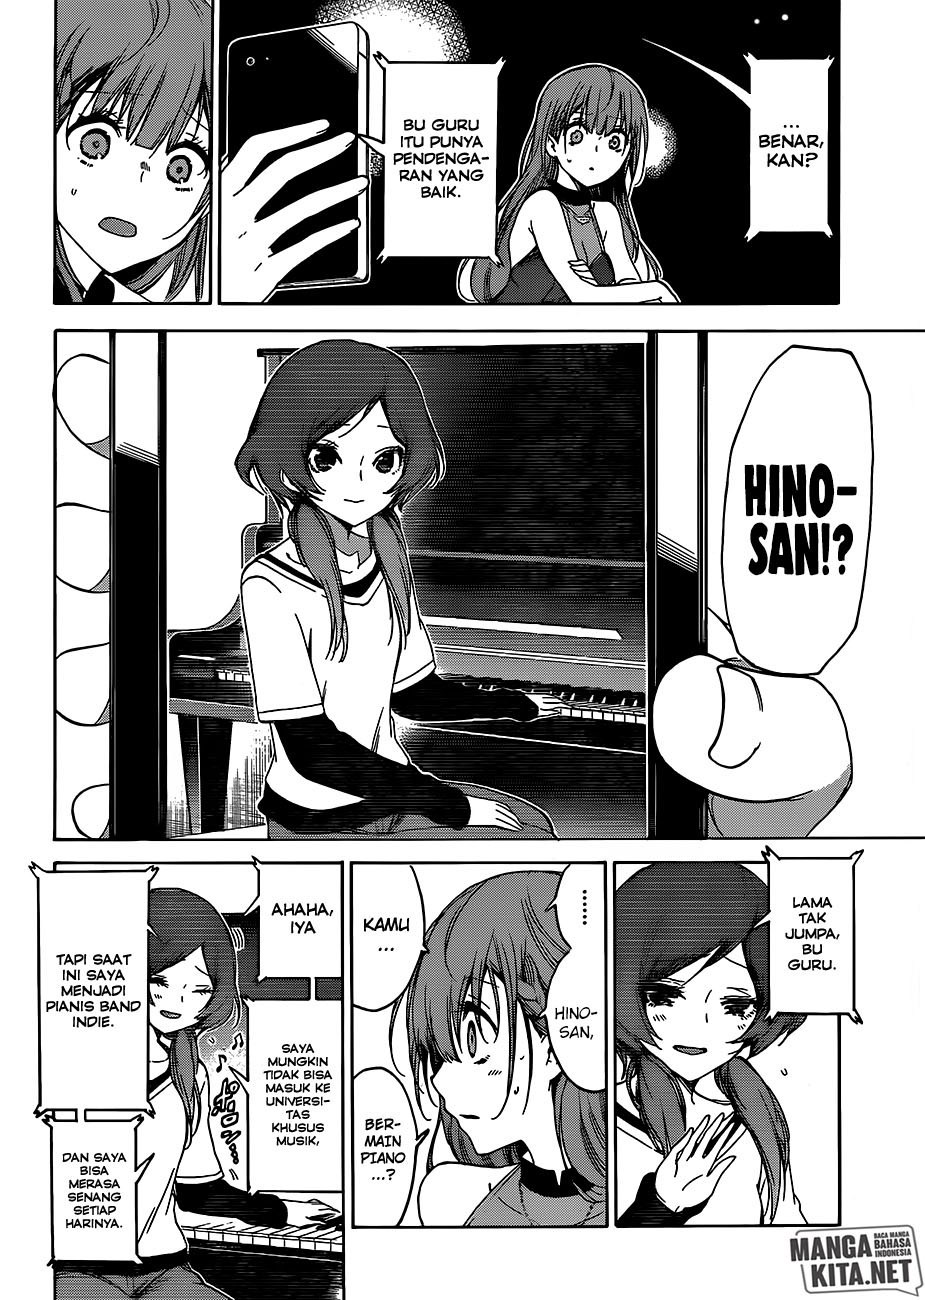 ...
BENAR,
KAN?
BU GURU
ITU PUNYA
PENDENGA-
RAN YANG
BAIK.
HINO-
SAN!?
LAMA
TAK
JUMPA,
BU
GURU.
........
HINO-
SAN,
KAMU
...
BER-
MAIN
PIANO
...?
AHAHA,
IYA
SAYA
MUNGKIN
TIDAK BISA
MASUK KE
UNIVERSI-
TAS
KHUSUS
MUSIK,
ポロン...
TAPI SAAT
INI SAYA
MENJADI
PIANIS BAND
INDIE.
DAN SAYA
BISA
MERASA
SENANG
SETIAP
HARINYA.
MANGA
KITA.NET
BACA MANGA
BAHASA
INDONESIA